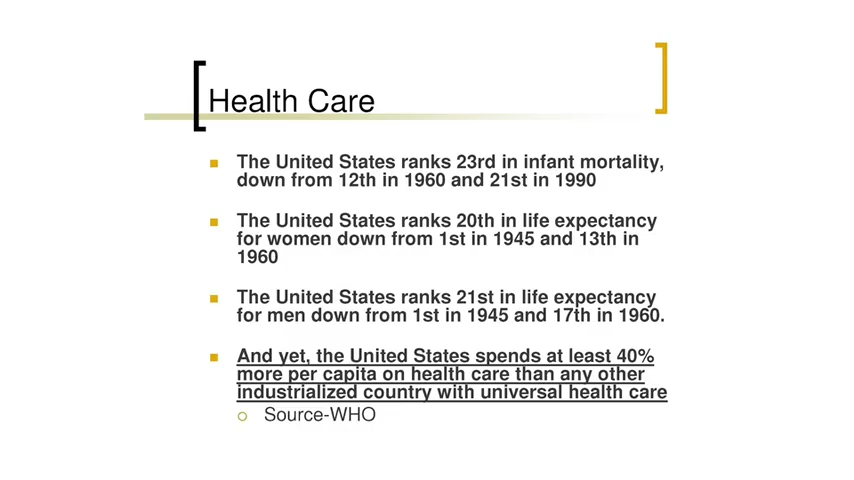 Health Care
The United States ranks 23rd in infant mortality,
down from 12th in 1960 and 21st in 1990
The United States ranks 20th in life expectancy
for women down from 1st in 1945 and 13th in
1960
The United States ranks 21st in life expectancy
for men down from 1st in 1945 and 17th in 1960.
And yet, the United States spends at least 40%
more per capita on health care than any other
industrialized country with universal health care
Source-WHO